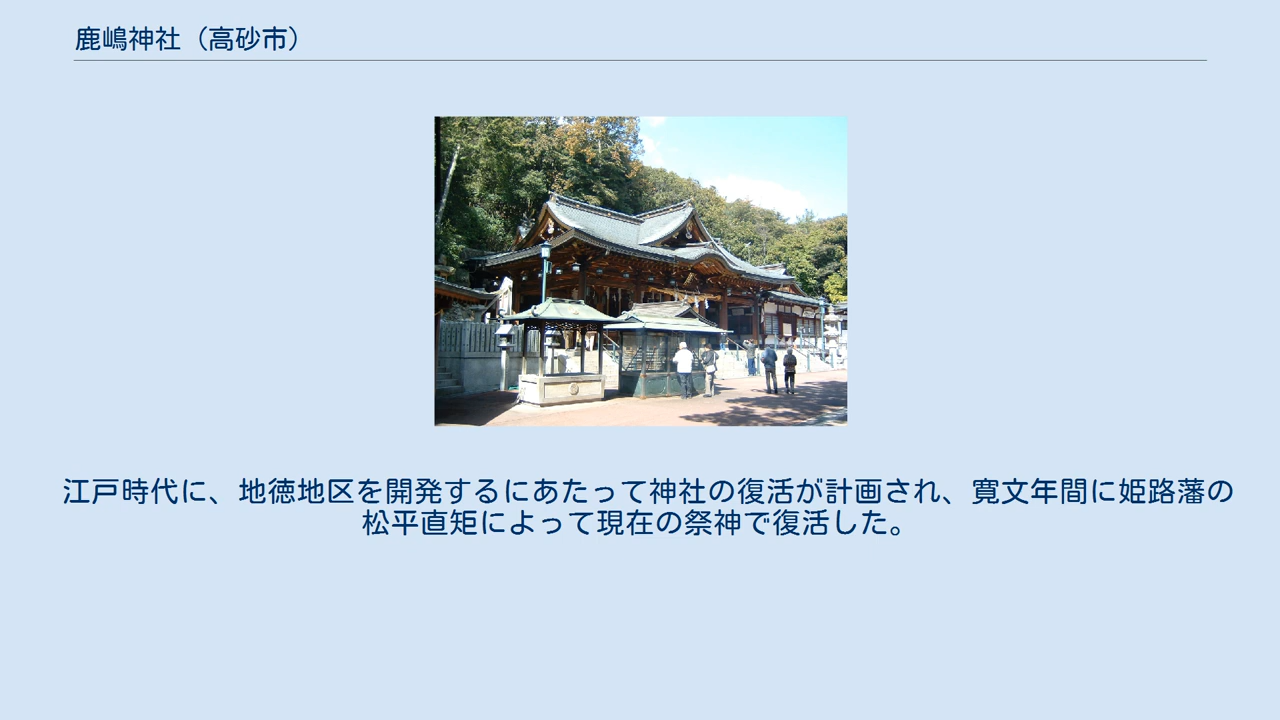 鹿嶋神社（高砂市）
江戸時代に、地徳地区を開発するにあたって神社の復活が計画され、寛文年間に姫路藩の
松平直矩によって現在の祭神で復活した。